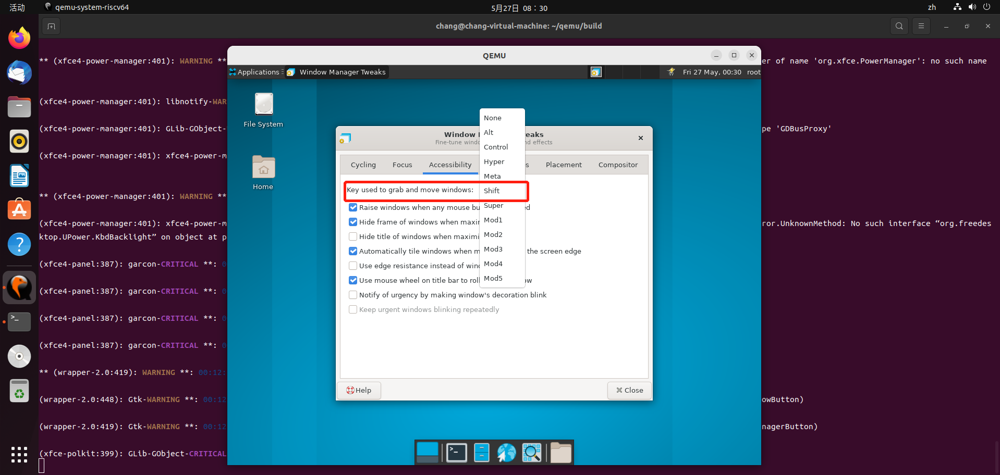 活动 qemu-system-riscv64 5月27日 08：30 zh
chang@chang-virtual-machine: ~/qemu/build
QEMU
** (xfce4-power-manager:401): WARNING ** er of name 'org.xfce.PowerManager': no such name
Applications Window Manager Tweaks Fri 27 May, 00:30 root
(xfce4-power-manager:401): libnotify-WAR
File System
(xfce4-power-manager:401): GLib-GObject- pe 'GDBusProxy'
(xfce4-power-manager:401): xfce4-power-m
Home
** (xfce4-power-manager:401): WARNING **
(xfce4-power-manager:401): xfce4-power-m ror.UnknownMethod: No such interface “org.freedes
ktop.UPower.KbdBacklight” on object at p
(xfce4-panel:387): garcon-CRITICAL **: 0
(xfce4-panel:387): garcon-CRITICAL **: 0
(xfce4-panel:387): garcon-CRITICAL **: 0
(xfce4-panel:387): garcon-CRITICAL **: 0
** (wrapper-2.0:419): WARNING **: 00:12:
(wrapper-2.0:448): Gtk-WARNING **: 00:12 owButton)
(wrapper-2.0:419): Gtk-WARNING **: 00:12 nagerButton)
(xfce-polkit:399): GLib-GObject-CRITICAL
Window eaks
Fine-tune windo nd effects
Cycling Focus Accessibility s Placement Compositor
Key used to grab and move windows:
Raise windows when any mouse bu d
Hide frame of windows when maxi
Hide title of windows when maximi
Automatically tile windows when m the screen edge
Use edge resistance instead of wind
Use mouse wheel on title bar to roll ow
Notify of urgency by making window's decoration blink
Keep urgent windows blinking repeatedly
Help Close
None
Alt
Control
Hyper
Meta
Shift
Super
Mod1
Mod2
Mod3
Mod4
Mod5